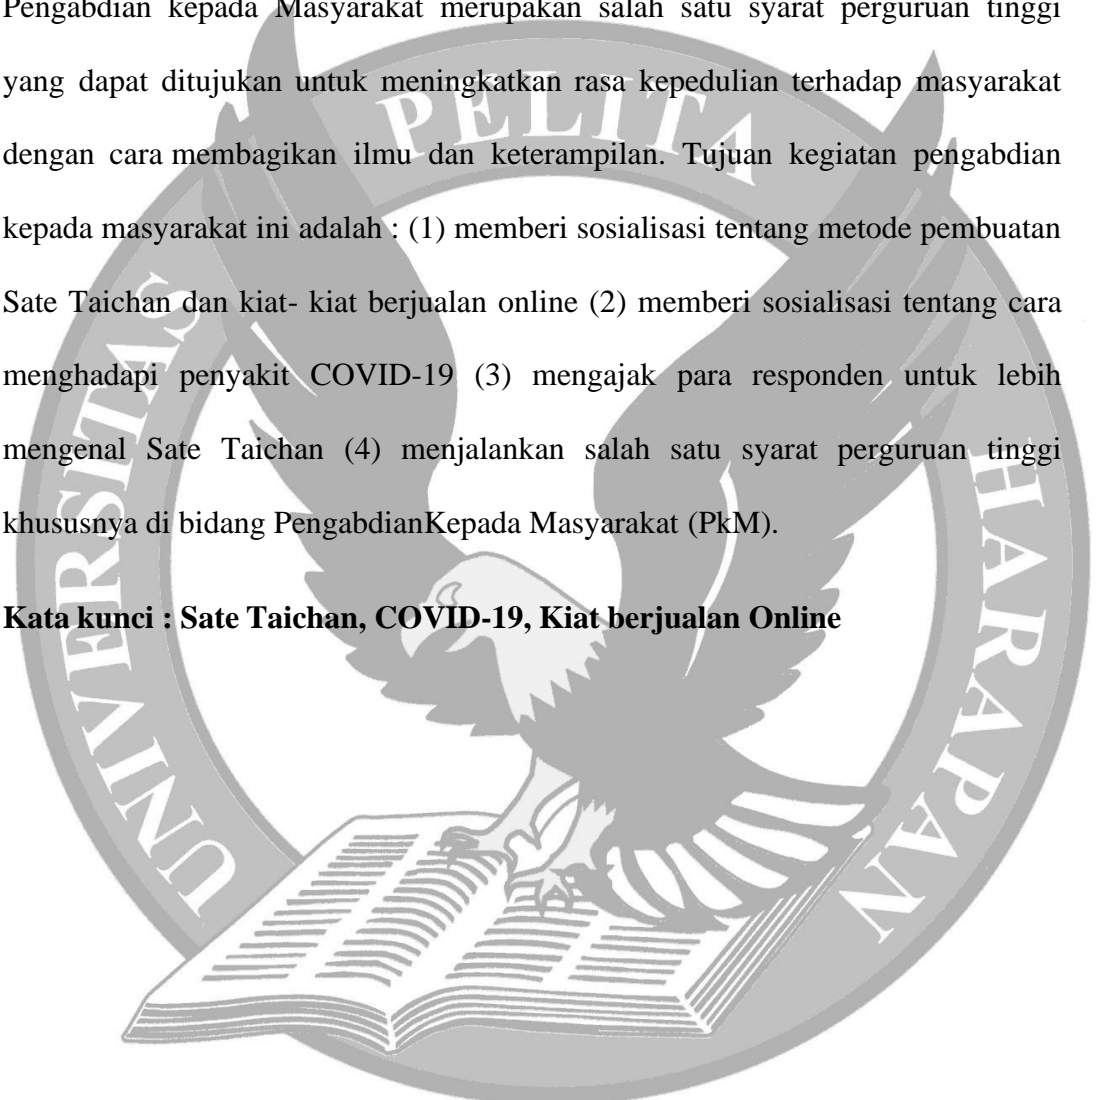 Pengabdian kepada Masyarakat merupakan salah satu syarat perguruan tinggi
yang dapat ditujukan untuk meningkatkan rasa kepedulian terhadap masyarakat
dengan cara membagikan ilmu dan keterampilan. Tujuan kegiatan pengabdian
kepada masyarakat ini adalah : (1) memberi sosialisasi tentang metode pembuatan
Sate Taichan dan kiat- kiat berjualan online (2) memberi sosialisasi tentang cara
menghadapi penyakit COVID-19 (3) mengajak para responden untuk lebih
mengenal Sate Taichan (4) menjalankan salah satu syarat perguruan tinggi
khususnya di bidang PengabdianKepada Masyarakat (PkM).
Kata kunci : Sate Taichan, COVID-19, Kiat berjualan Online
UNIVERSITAS PELITA HARAPAN